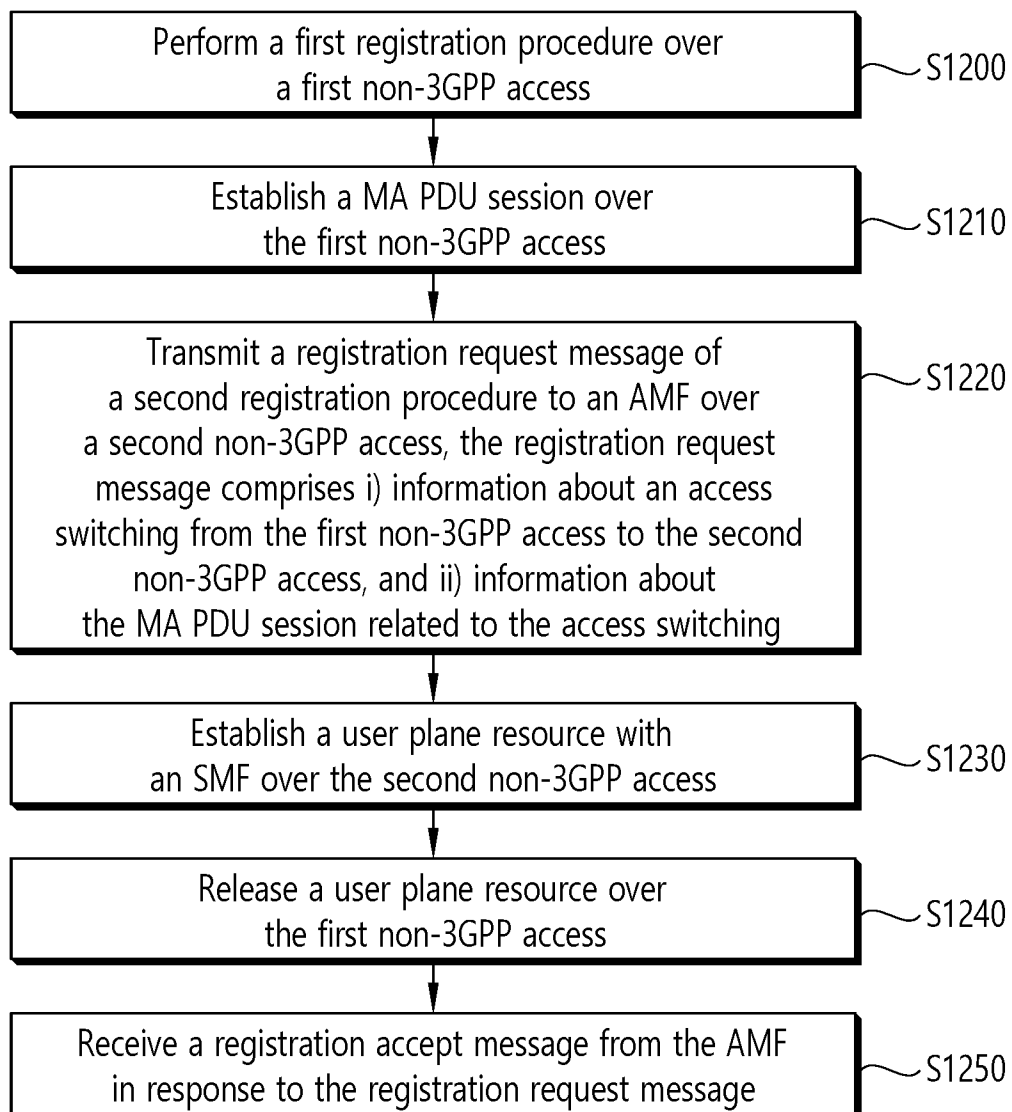 Perform a first registration procedure over
a first non-3GPP access
S1200
Establish a MA PDU session over
the first non-3GPP access
S1210
Transmit a registration request message of
a second registration procedure to an AMF over
a second non-3GPP access, the registration request
message comprises i) information about an access
switching from the first non-3GPP access to the second
non-3GPP access, and ii) information about
the MA PDU session related to the access switching
S1220
Establish a user plane resource with
an SMF over the second non-3GPP access
S1230
Release a user plane resource over
the first non-3GPP access
S1240
Receive a registration accept message from the AMF
in response to the registration request message
S1250